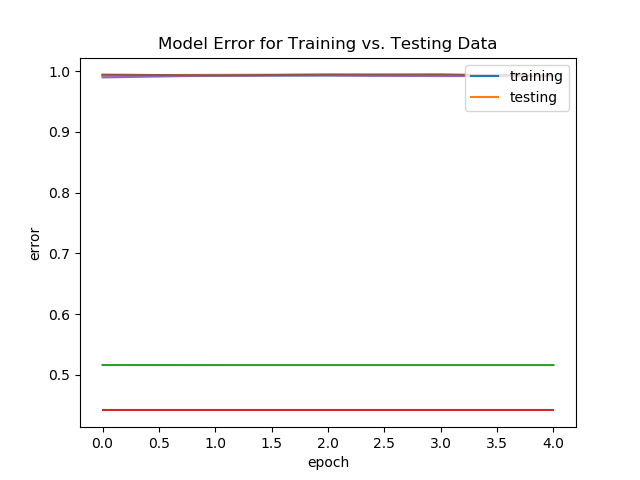 Model Error for Training vs. Testing Data
1.0
0.9
0.8
0.7
0.6
0.5
error
training
testing
0.0 0.5 1.0 1.5 2.0 2.5 3.0 3.5 4.0
epoch